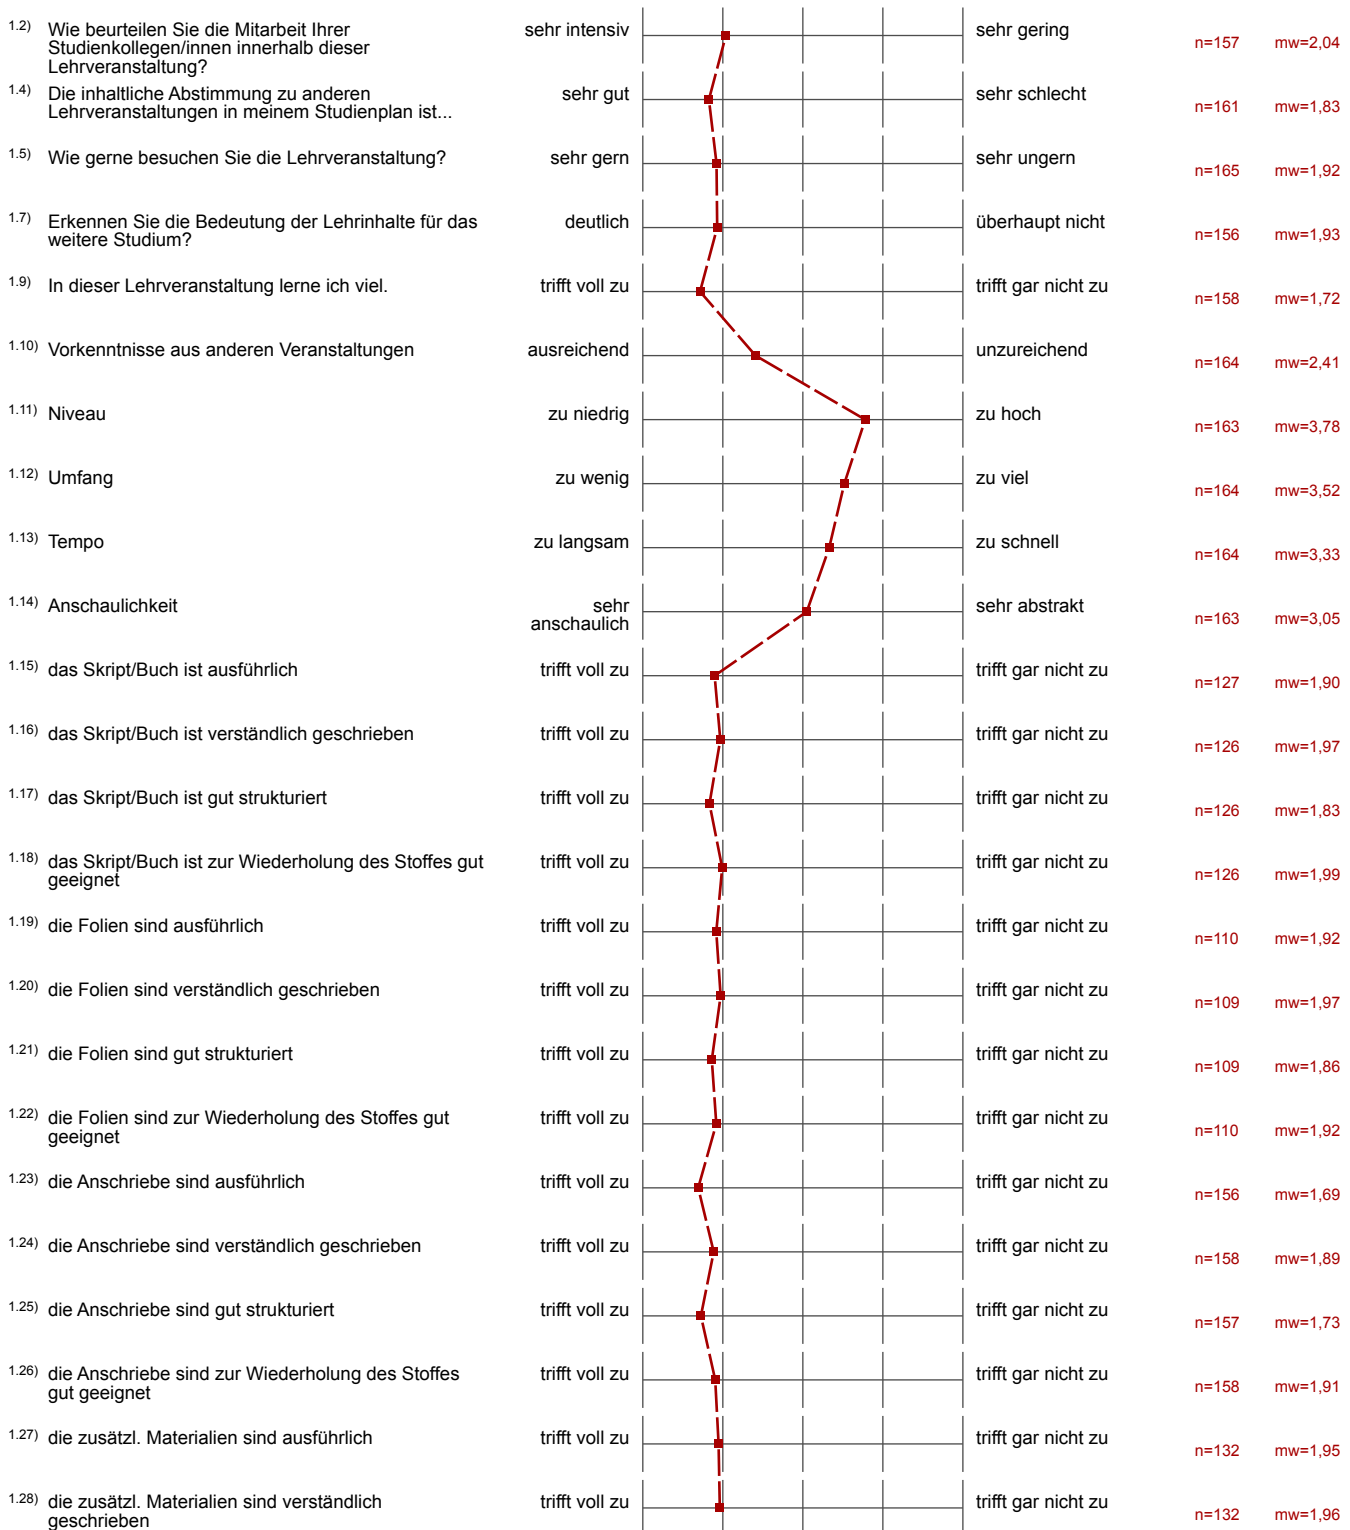 1.2) Wie beurteilen Sie die Mitarbeit Ihrer sehr intensiv sehr gering
Studienkollegen/innen innerhalb dieser n=157 mw=2,04
Lehrveranstaltung?
1.4) Die inhaltliche Abstimmung zu anderen sehr gut sehr schlecht
Lehrveranstaltungen in meinem Studienplan ist... n=161 mw=1,83
1.5) Wie gerne besuchen Sie die Lehrveranstaltung? sehr gern sehr ungern
n=165 mw=1,92
1.7) Erkennen Sie die Bedeutung der Lehrinhalte für das deutlich überhaupt nicht
weitere Studium? n=156 mw=1,93
1.9) In dieser Lehrveranstaltung lerne ich viel. trifft voll zu trifft gar nicht zu
n=158 mw=1,72
1.10) Vorkenntnisse aus anderen Veranstaltungen ausreichend unzureichend
n=164 mw=2,41
1.11) Niveau zu niedrig zu hoch
n=163 mw=3,78
1.12) Umfang zu wenig zu viel
n=164 mw=3,52
1.13) Tempo zu langsam zu schnell
n=164 mw=3,33
1.14) Anschaulichkeit sehr sehr abstrakt
anschaulich n=163 mw=3,05
1.15) das Skript/Buch ist ausführlich trifft voll zu trifft gar nicht zu
n=127 mw=1,90
1.16) das Skript/Buch ist verständlich geschrieben trifft voll zu trifft gar nicht zu
n=126 mw=1,97
1.17) das Skript/Buch ist gut strukturiert trifft voll zu trifft gar nicht zu
n=126 mw=1,83
1.18) das Skript/Buch ist zur Wiederholung des Stoffes gut trifft voll zu trifft gar nicht zu
geeignet n=126 mw=1,99
1.19) die Folien sind ausführlich trifft voll zu trifft gar nicht zu
n=110 mw=1,92
1.20) die Folien sind verständlich geschrieben trifft voll zu trifft gar nicht zu
n=109 mw=1,97
1.21) die Folien sind gut strukturiert trifft voll zu trifft gar nicht zu
n=109 mw=1,86
1.22) die Folien sind zur Wiederholung des Stoffes gut trifft voll zu trifft gar nicht zu
geeignet n=110 mw=1,92
1.23) die Anschriebe sind ausführlich trifft voll zu trifft gar nicht zu
n=156 mw=1,69
1.24) die Anschriebe sind verständlich geschrieben trifft voll zu trifft gar nicht zu
n=158 mw=1,89
1.25) die Anschriebe sind gut strukturiert trifft voll zu trifft gar nicht zu
n=157 mw=1,73
1.26) die Anschriebe sind zur Wiederholung des Stoffes trifft voll zu trifft gar nicht zu
gut geeignet n=158 mw=1,91
1.27) die zusätzl. Materialien sind ausführlich trifft voll zu trifft gar nicht zu
n=132 mw=1,95
1.28) die zusätzl. Materialien sind verständlich trifft voll zu trifft gar nicht zu
geschrieben n=132 mw=1,96